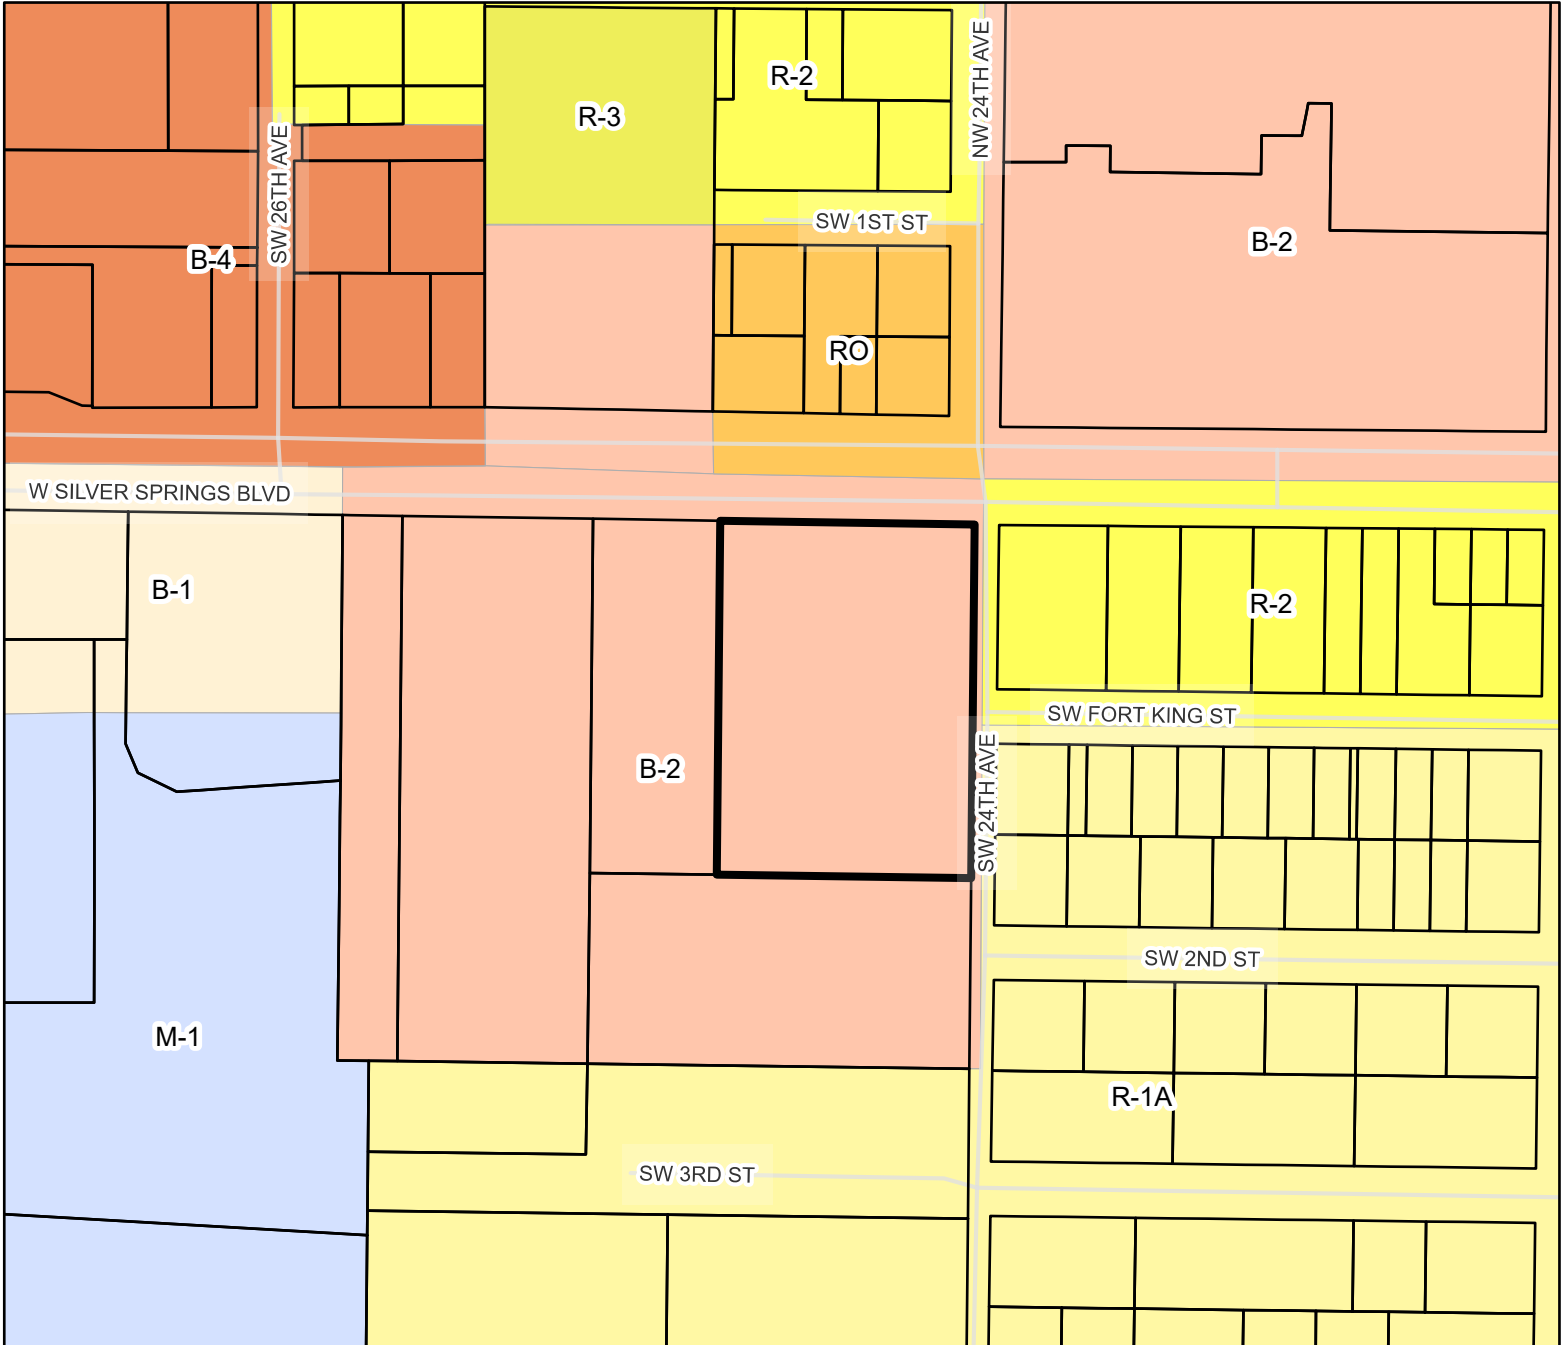 NW 24TH AVE
R-2
R-3
SW 26TH AVE
SW 1ST ST
B-2
B-4
RO
W SILVER SPRINGS BLVD
B-1
R-2
SW FORT KING ST
B-2
SW 24TH AVE
SW 2ND ST
M-1
R-1A
SW 3RD ST